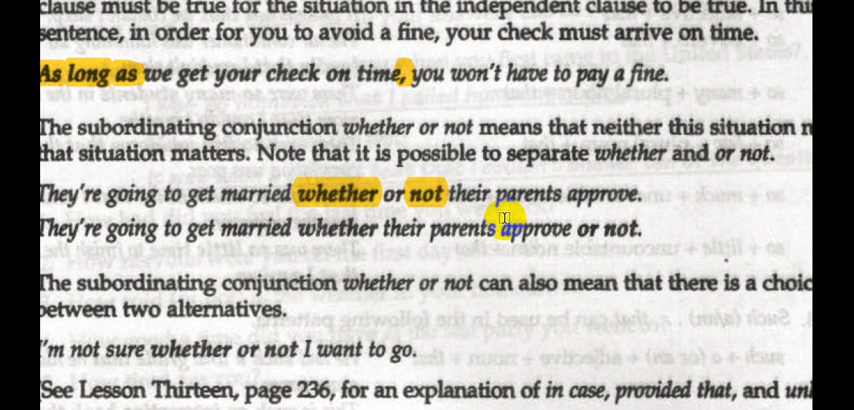 clause must be true for the situation in the independent clause to be true. In this
sentence, in order for you to avoid a fine, your check must arrive on time.
As long as we get your check on time, you won't have to pay a fine.
The subordinating conjunction whether or not means that neither this situation n
that situation matters. Note that it is possible to separate whether and or not.
They're going to get married whether or not their parents approve.
They're going to get married whether their parents approve or not.
The subordinating conjunction whether or not can also mean that there is a choic
between two alternatives.
I'm not sure whether or not I want to go.
See Lesson Thirteen, page 236, for an explanation of in case, provided that, and unl